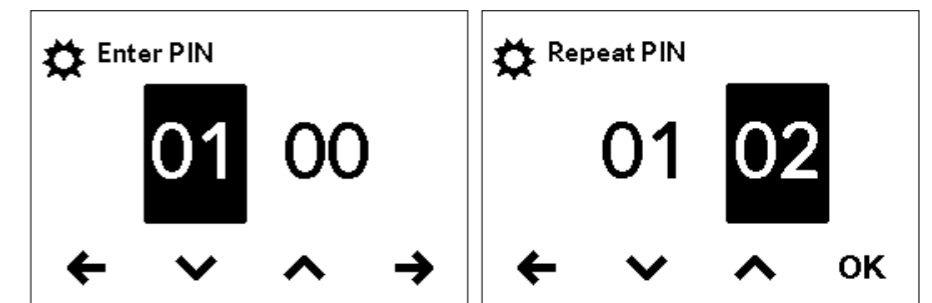 Enter PIN
01 00
Repeat PIN
01 02
OK